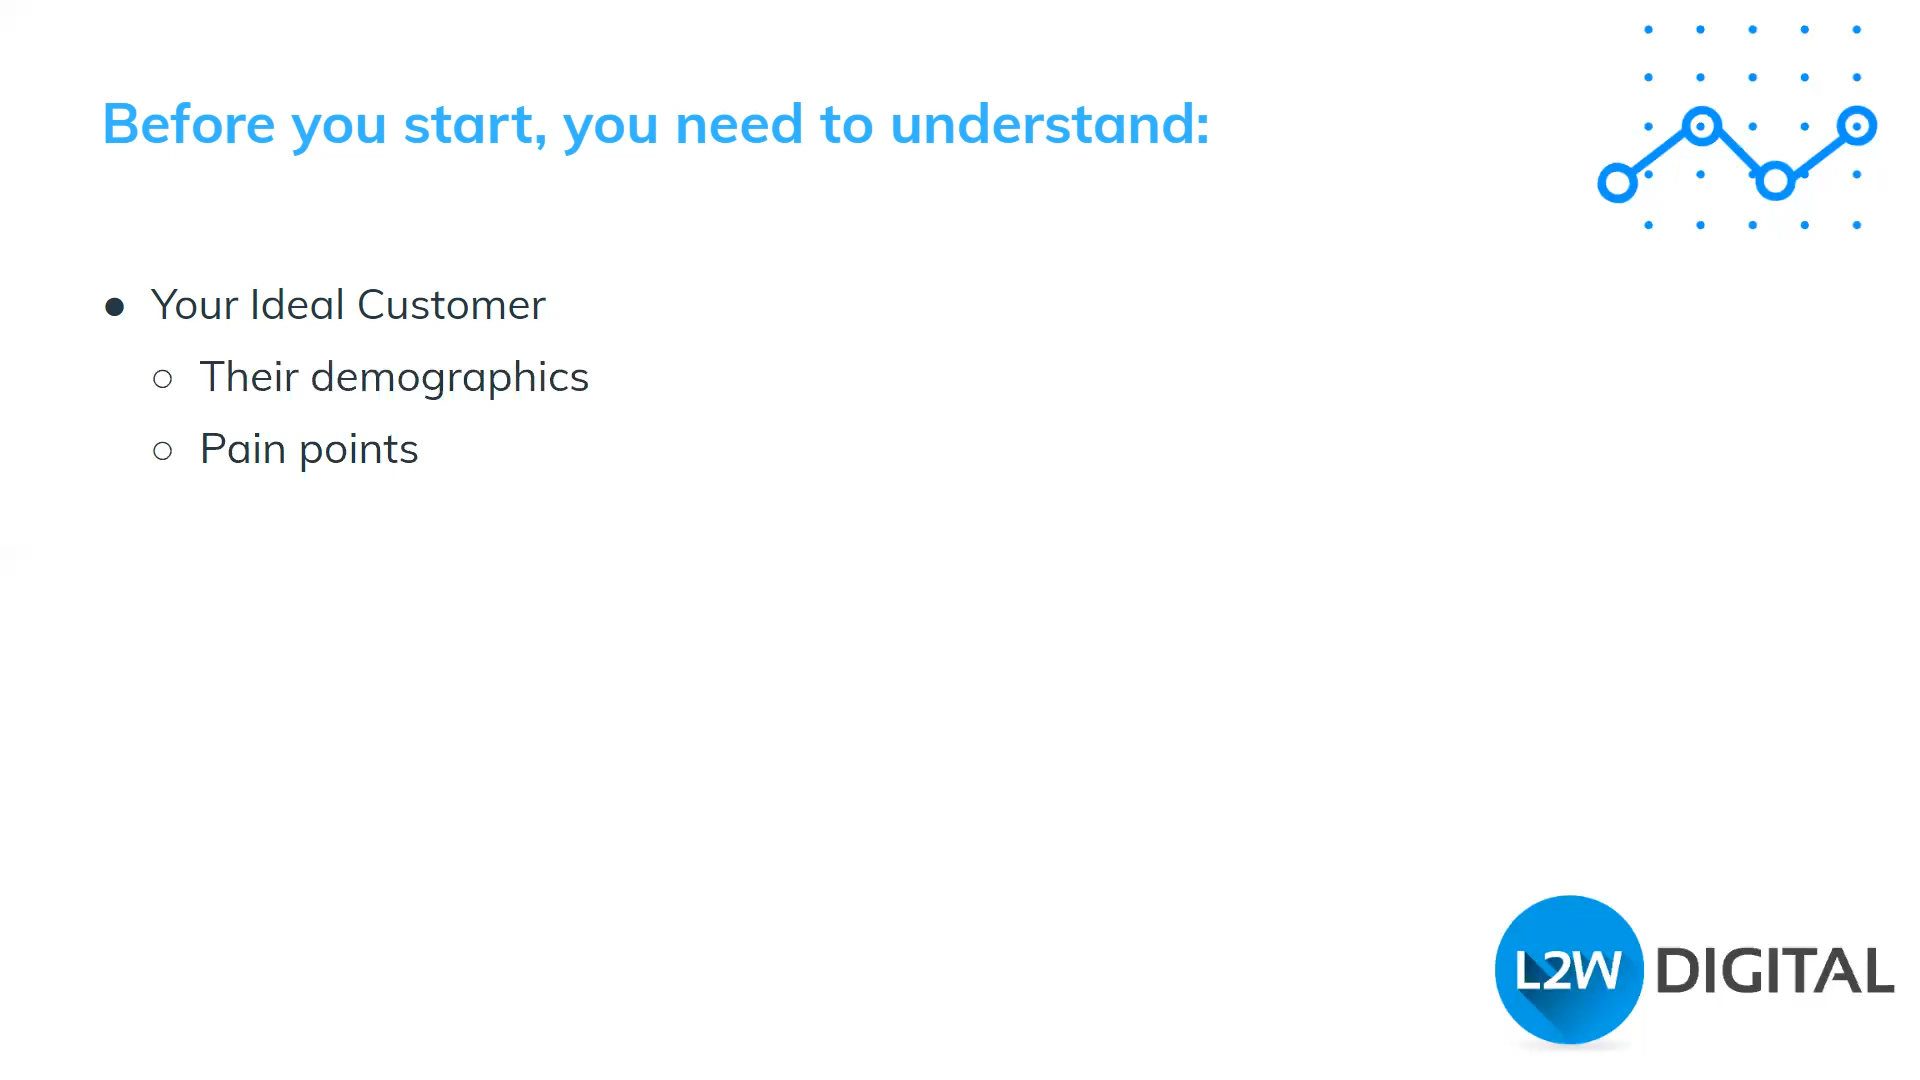 Before you start, you need to understand:
● Your Ideal Customer
○ Their demographics
○ Pain points
L2W DIGITAL